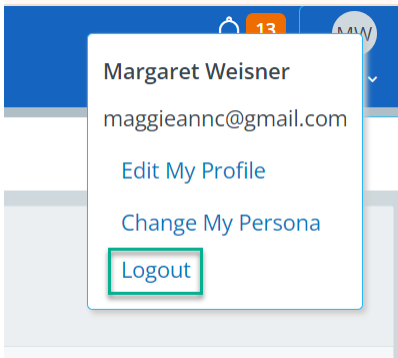 13
MW
Margaret Weisner
maggieannc@gmail.com
Edit My Profile
Change My Persona
Logout